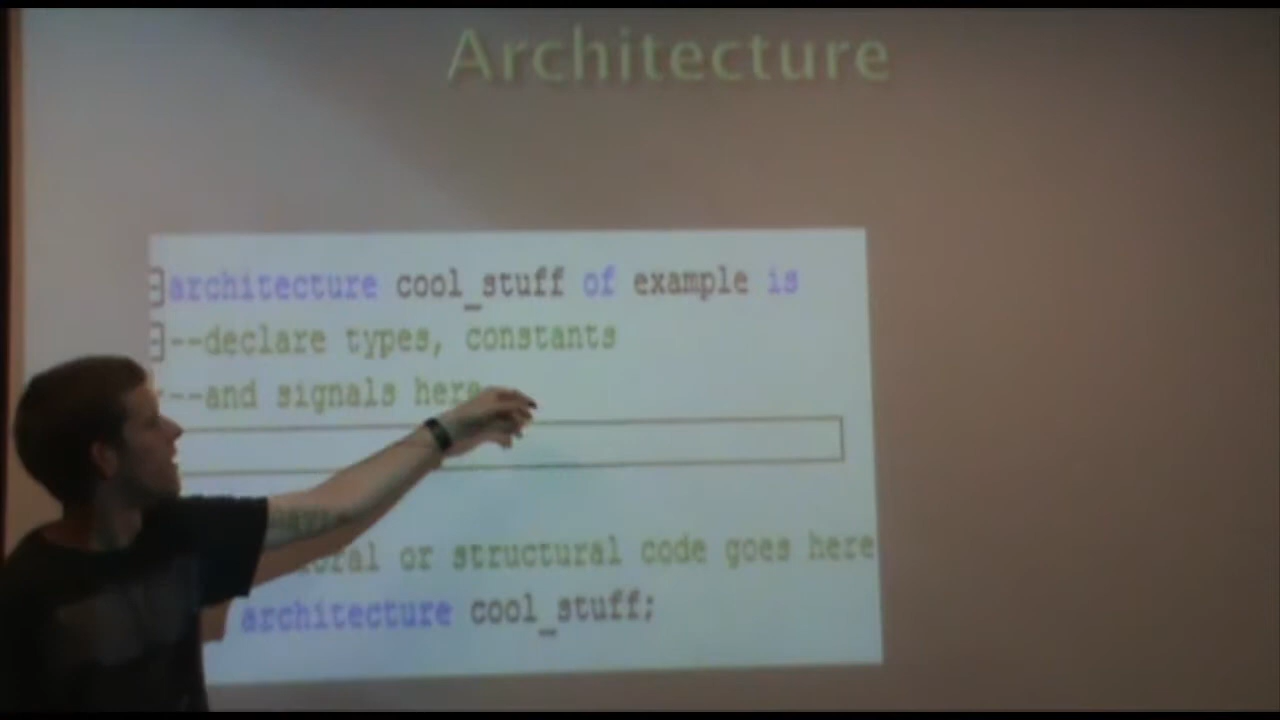 Architecture
architecture cool_stuff of example is
--declare types, constants
--and signals here
or structural code goes here
architecture cool_stuff;